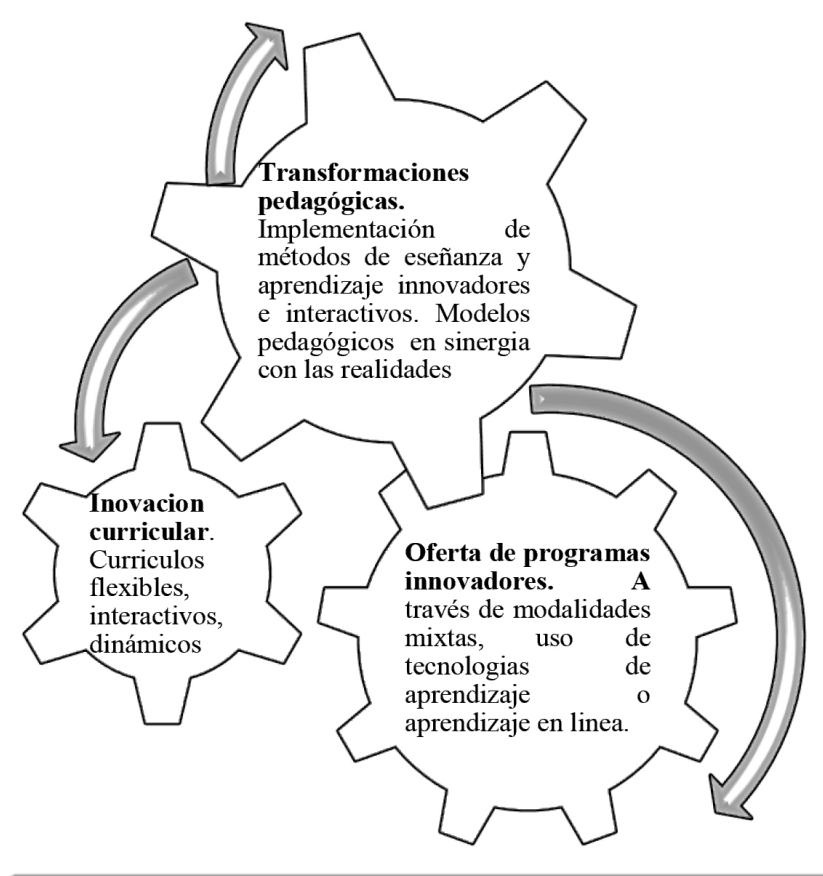 Transformaciones
pedagógicas.
Implementación de
métodos de eseñanza y
aprendizaje innovadores
e interactivos. Modelos
pedagógicos en sinergia
con las realidades
Inovacion
curricular.
Curriculos
flexibles,
interactivos,
dinámicos
Oferta de programas
innovadores. A
través de modalidades
mixtas, uso de
tecnologias de
aprendizaje o
aprendizaje en linea.